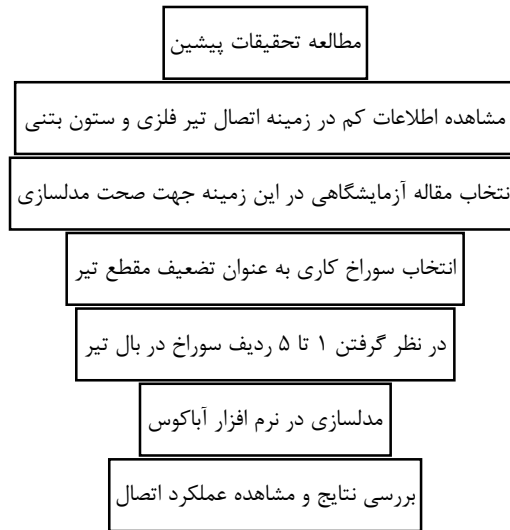 مطالعه تحقیقات پیشین
مشاهده اطلاعات کم در زمینه اتصال تیر فلزی و ستون بتنی
نتخاب مقاله آزمایشگاهی در این زمینه جهت صحت مدلسازی
انتخاب سوراخ کاری به عنوان تضعیف مقطع تیر
در نظر گرفتن ۱ تا ۵ ردیف سوراخ در بال تیر
مدلسازی در نرم افزار آباکوس
بررسی نتایج و مشاهده عملکرد اتصال